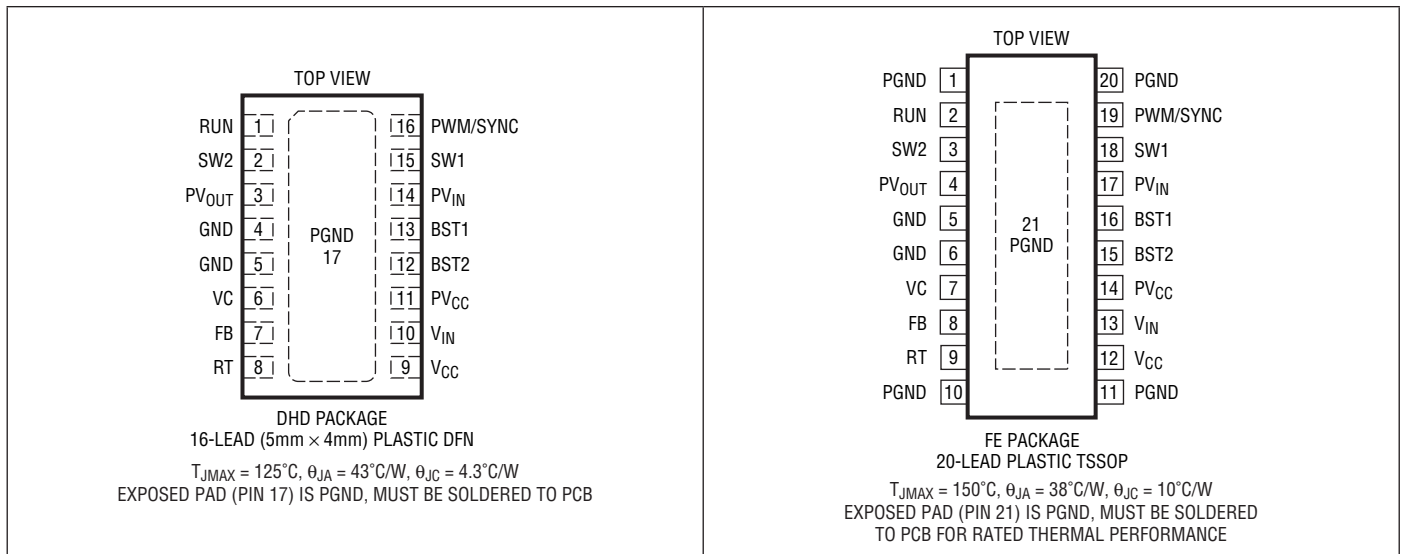 TOP VIEW
RUN 1 16 PWM/SYNC
SW2 2 15 SW1
PVOUT 3 14 PVIN
GND 4 13 BST1
PGND
17
GND 5 12 BST2
VC 6 11 PVCC
FB 7 10 VIN
RT 8 9 VCC
DHD PACKAGE
16-LEAD (5mm × 4mm) PLASTIC DFN
TJMAX = 125°C, θJA = 43°C/W, θJC = 4.3°C/W
EXPOSED PAD (PIN 17) IS PGND, MUST BE SOLDERED TO PCB
TOP VIEW
PGND 1 20 PGND
RUN 2 19 PWM/SYNC
SW2 3 18 SW1
PVOUT 4 17 PVIN
GND 5 16 BST1
21
PGND
GND 6 15 BST2
VC 7 14 PVCC
FB 8 13 VIN
RT 9 12 VCC
PGND 10 11 PGND
FE PACKAGE
20-LEAD PLASTIC TSSOP
TJMAX = 150°C, θJA = 38°C/W, θJC = 10°C/W
EXPOSED PAD (PIN 21) IS PGND, MUST BE SOLDERED
TO PCB FOR RATED THERMAL PERFORMANCE